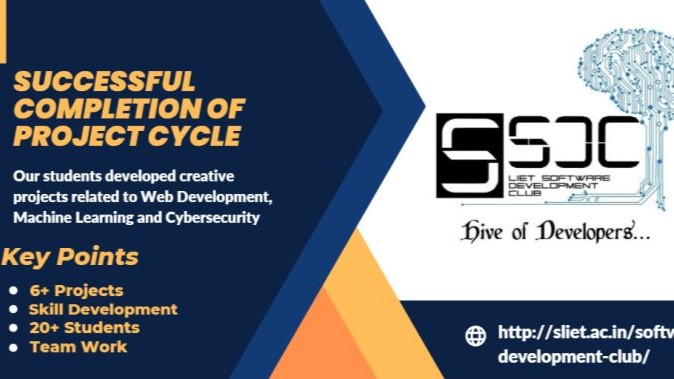 SUCCESSFUL
COMPLETION OF
PROJECT CYCLE
Our students developed creative
projects related to Web Development,
Machine Learning and Cybersecurity
Key Points
6+ Projects
Skill Development
20+ Students
Team Work
SSDC
LIET SOFTWARE
DEVELOPMENT
CLUB
Hive of Developers...
http://sliet.ac.in/softw
development-club/